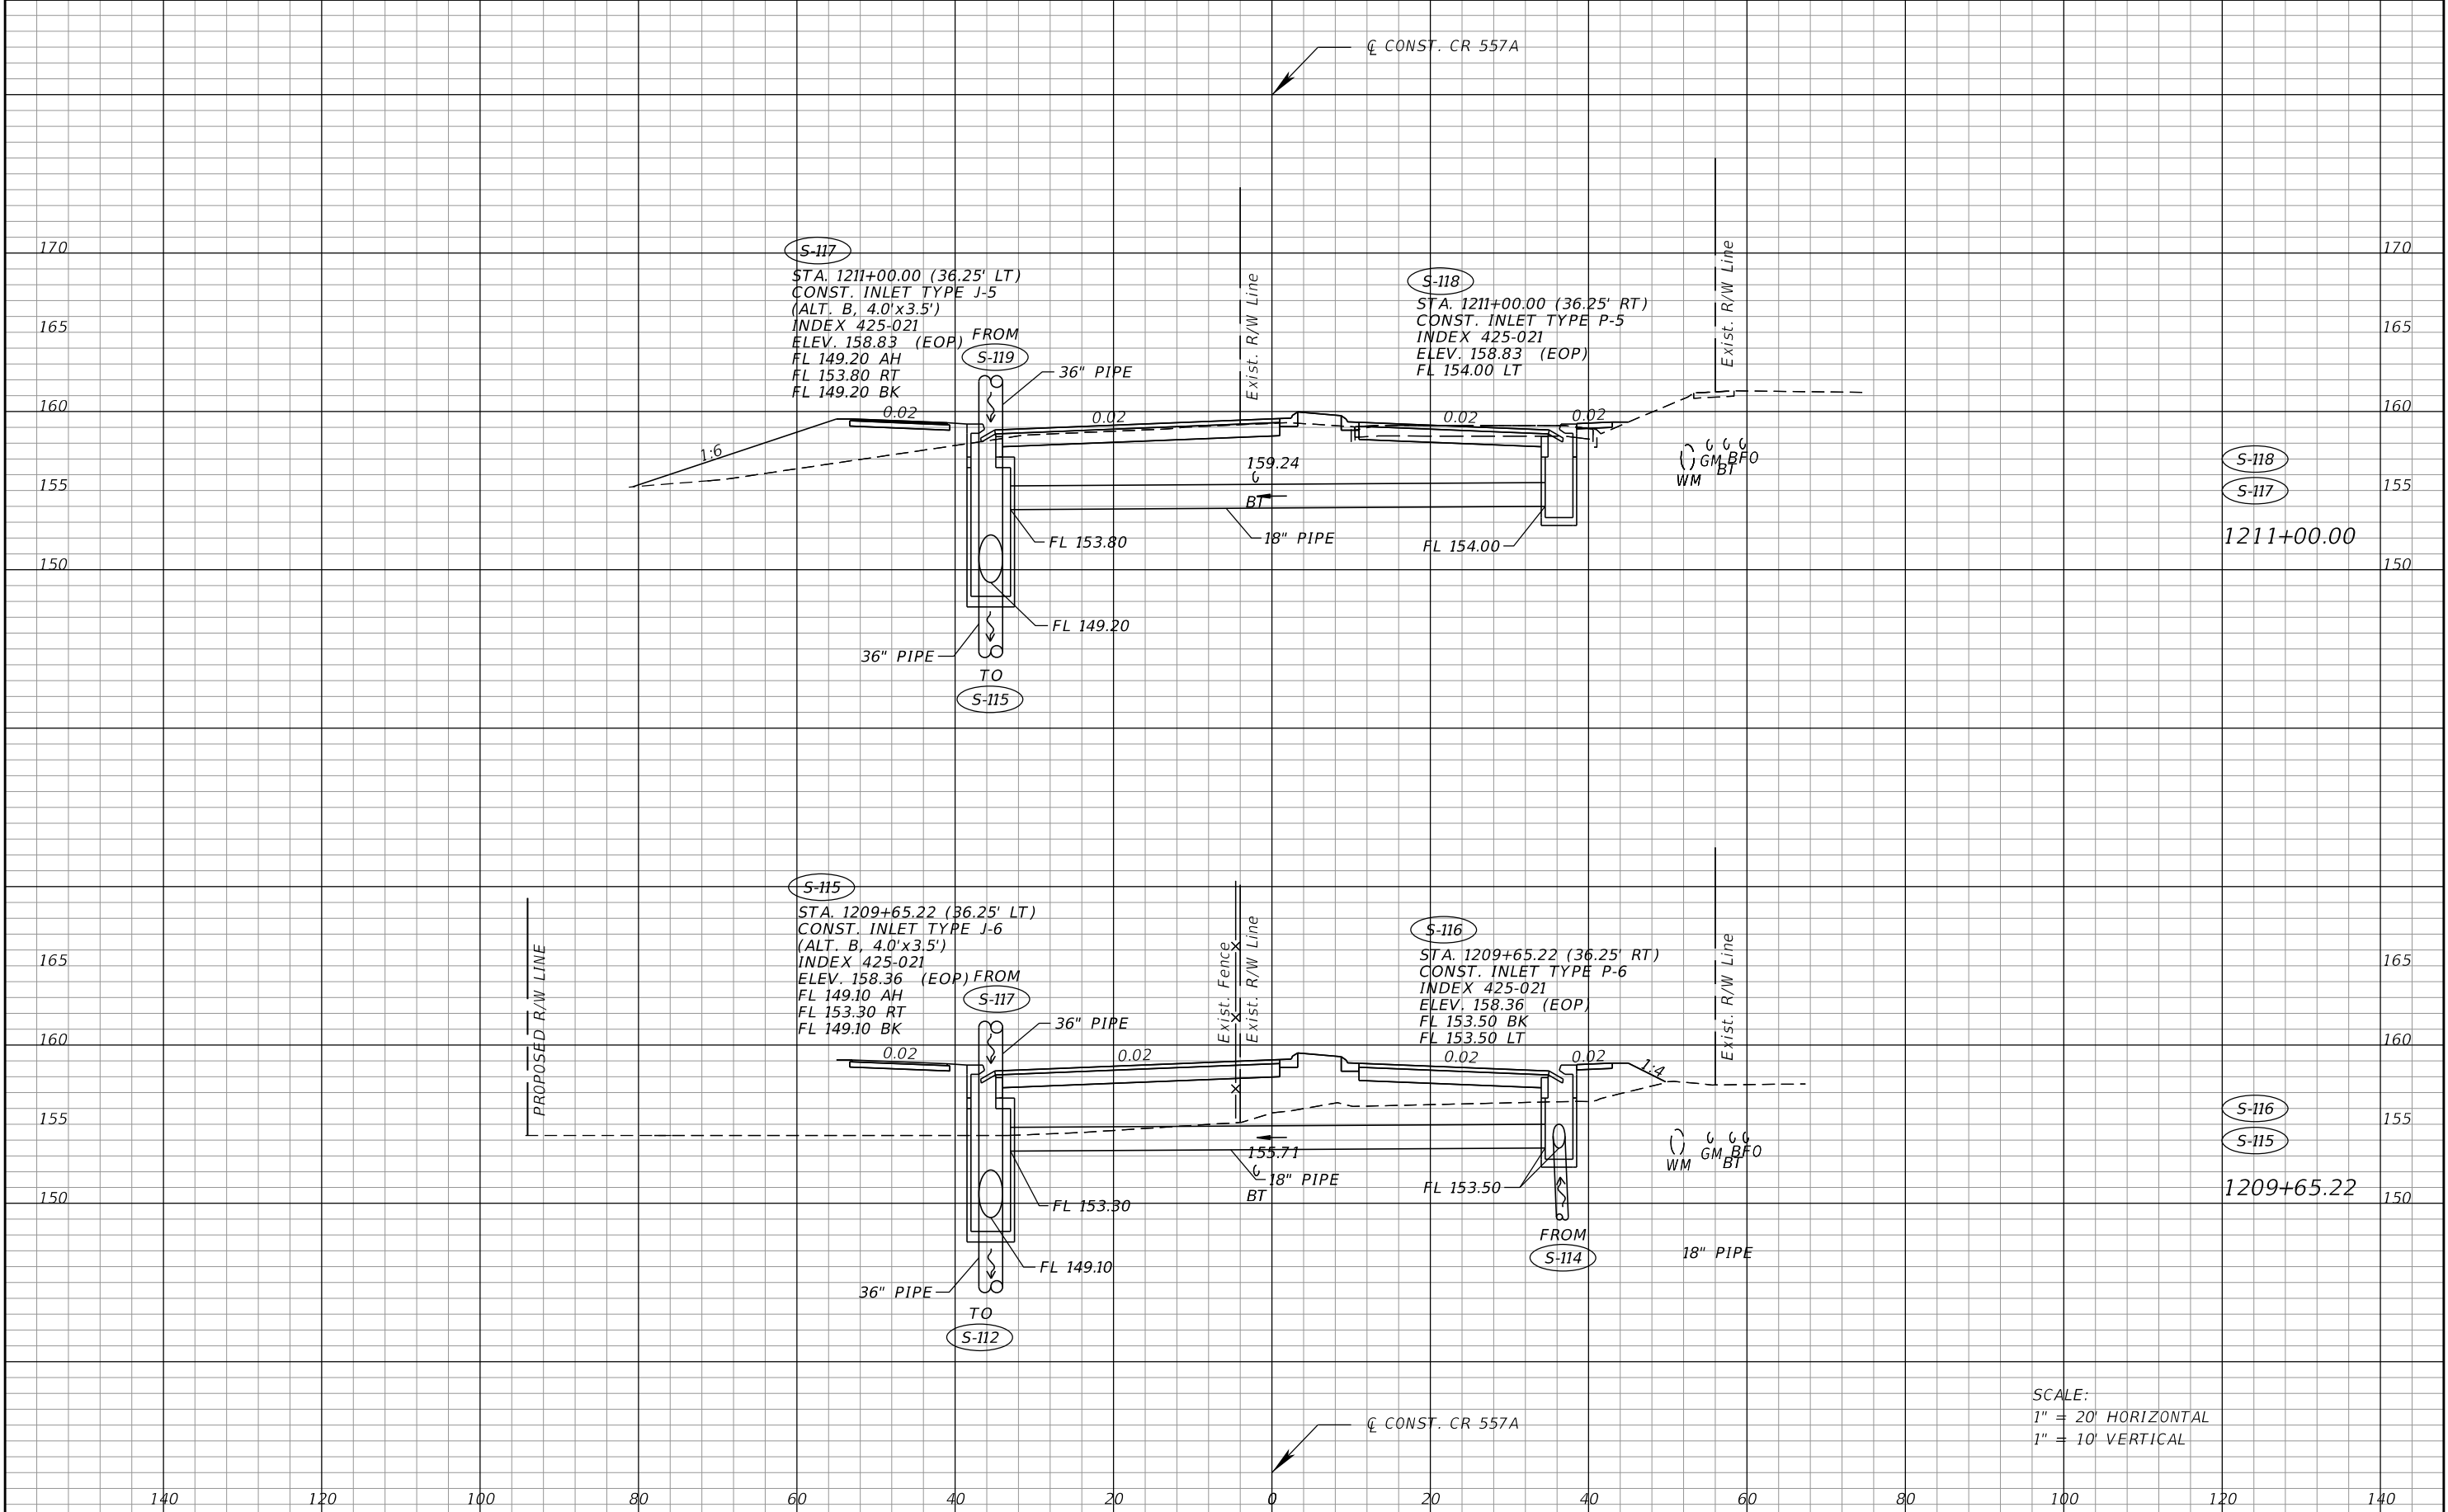 ℄ CONST. CR 557A
170
170
S-117
STA. 1211+00.00 (36.25' LT)
CONST. INLET TYPE J-5
(ALT. B, 4.0'x3.5')
INDEX 425-021
ELEV. 158.83 (EOP)
FL 149.20 AH
FL 153.80 RT
FL 149.20 BK
FROM
S-119
36" PIPE
Exist. R/W Line
S-118
STA. 1211+00.00 (36.25' RT)
CONST. INLET TYPE P-5
INDEX 425-021
ELEV. 158.83 (EOP)
FL 154.00 LT
Exist. R/W Line
165
165
160
160
0.02
0.02
0.02
0.02
1:6
159.24
BT
WM
GM
BFO
BT
S-118
S-117
155
155
1211+00.00
FL 153.80
18" PIPE
FL 154.00
150
150
FL 149.20
36" PIPE
TO
S-115
PROPOSED R/W LINE
S-115
STA. 1209+65.22 (36.25' LT)
CONST. INLET TYPE J-6
(ALT. B, 4.0'x3.5')
INDEX 425-021
ELEV. 158.36 (EOP)
FL 149.10 AH
FL 153.30 RT
FL 149.10 BK
FROM
S-117
36" PIPE
Exist. Fence
Exist. R/W Line
S-116
STA. 1209+65.22 (36.25' RT)
CONST. INLET TYPE P-6
INDEX 425-021
ELEV. 158.36 (EOP)
FL 153.50 BK
FL 153.50 LT
Exist. R/W Line
165
165
160
160
0.02
0.02
0.02
0.02
1:4
155
155
S-116
S-115
155.71
BT
18" PIPE
WM
GM
BFO
BT
1209+65.22
150
150
FL 153.30
FL 153.50
FROM
S-114
18" PIPE
FL 149.10
36" PIPE
TO
S-112
℄ CONST. CR 557A
SCALE:
1" = 20' HORIZONTAL
1" = 10' VERTICAL
140 120 100 80 60 40 20 0 20 40 60 80 100 120 140